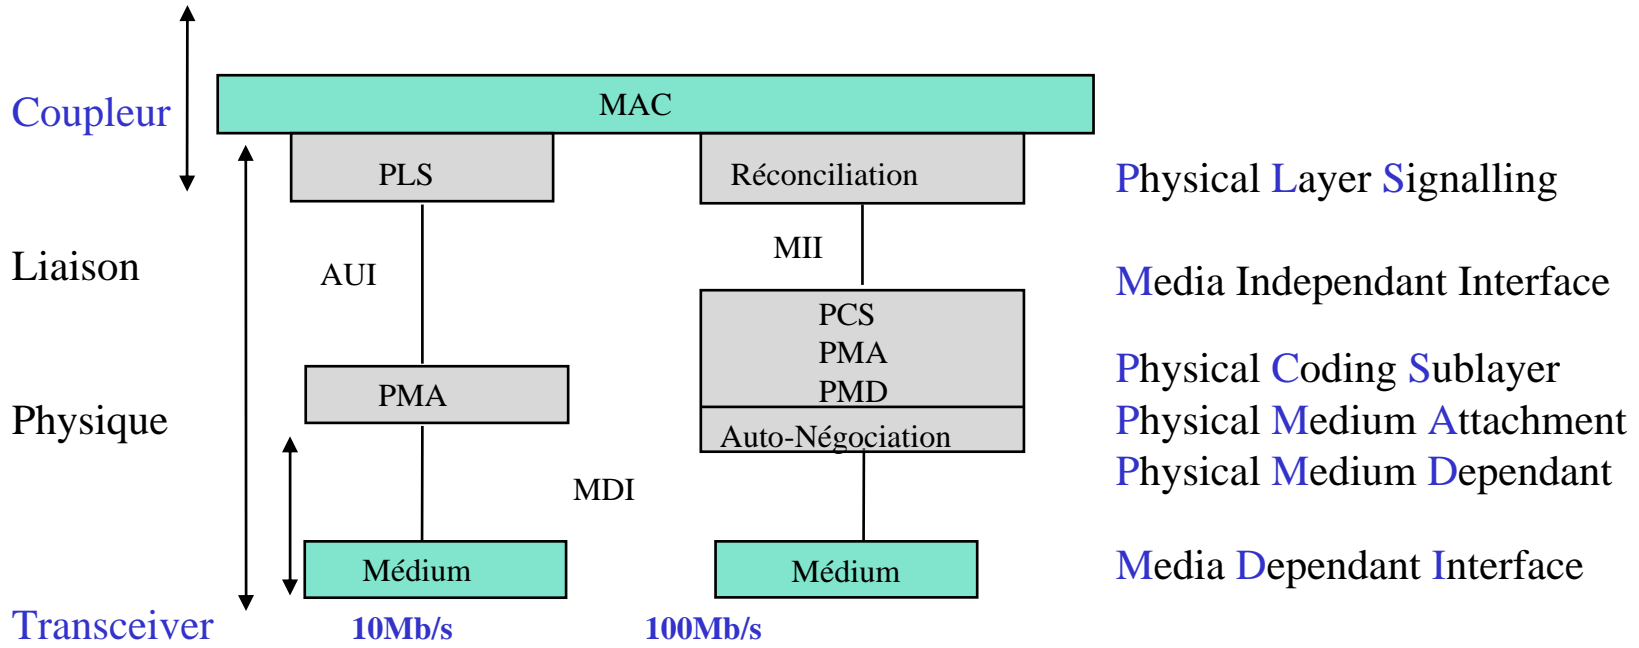 MAC
Coupleur
PLS
Réconciliation
Physical Layer Signalling
MII
Liaison
AUI
Media Independant Interface
PCS
PMA
PMD
Physical Coding Sublayer
PMA
Physique
Auto-Négociation
Physical Medium Attachment
Physical Medium Dependant
MDI
Médium
Médium
Media Dependant Interface
Transceiver
10Mb/s
100Mb/s